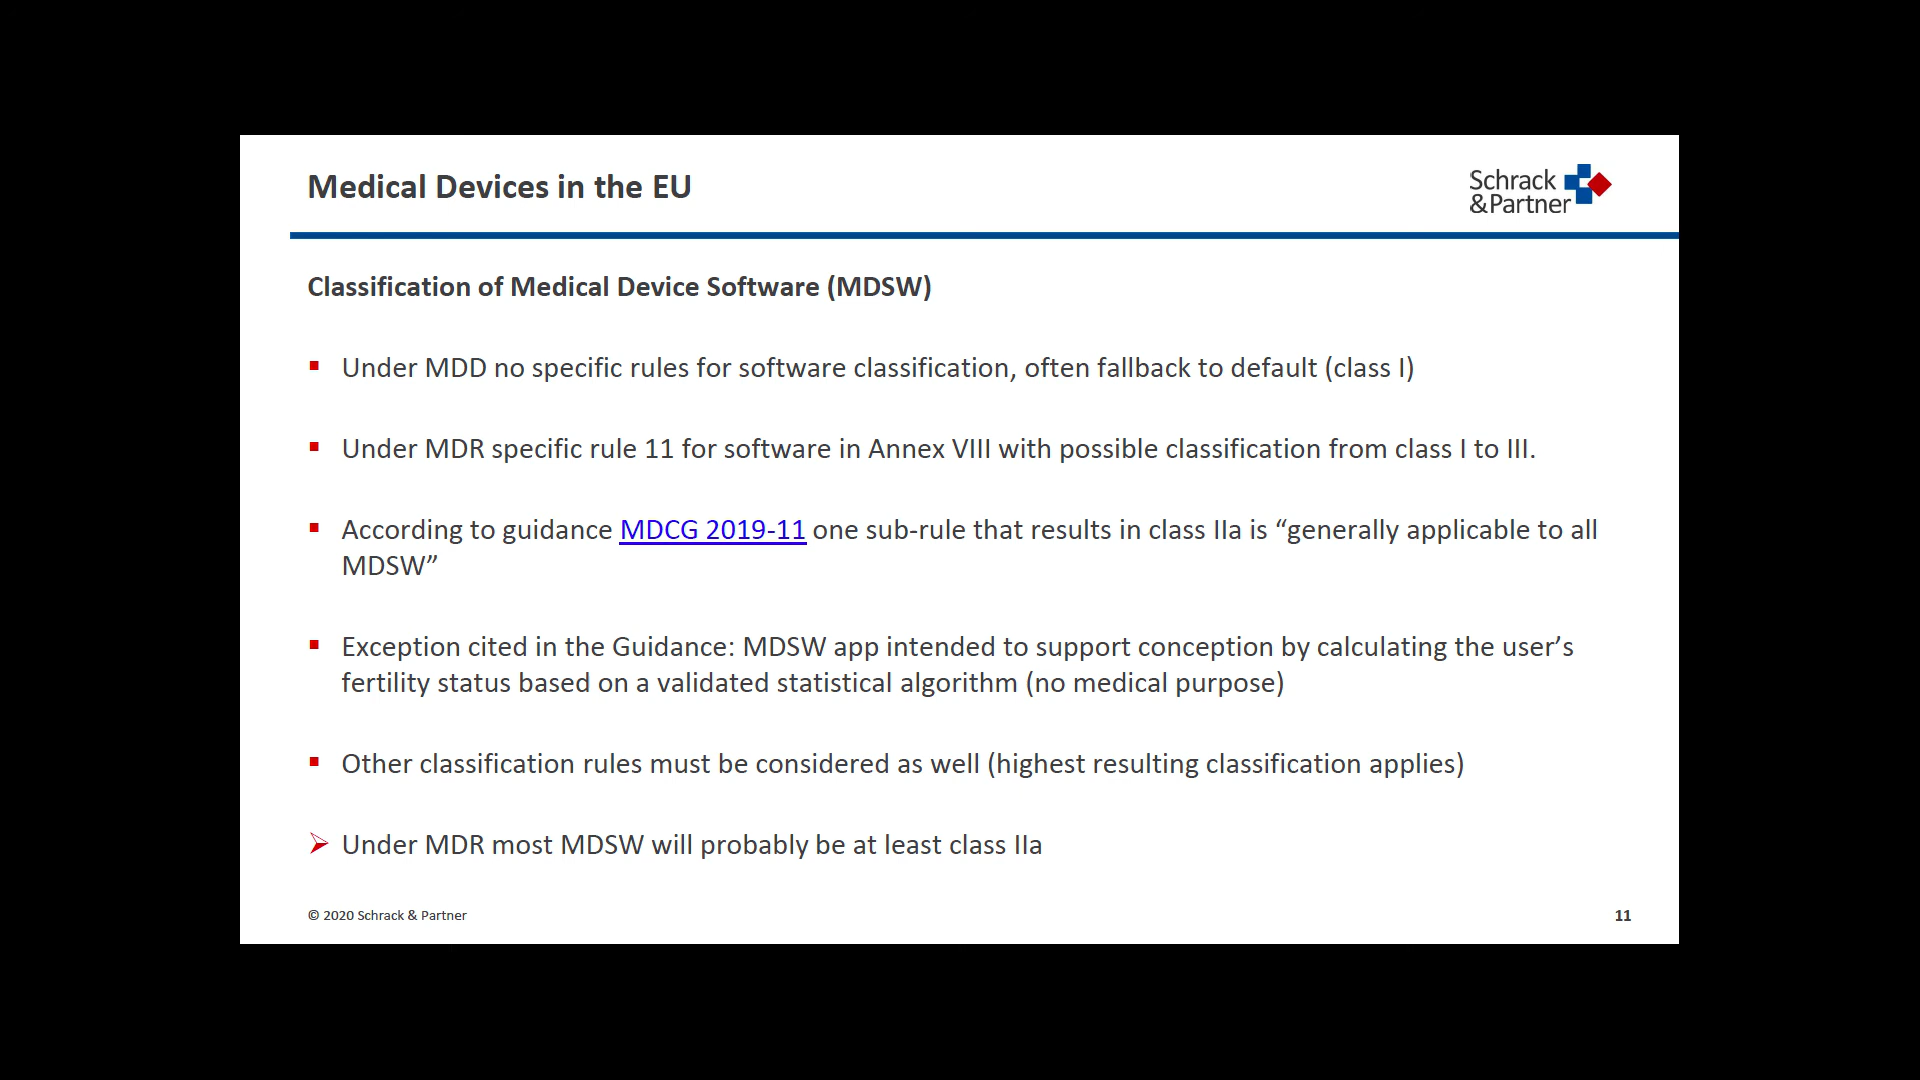 Medical Devices in the EU
Schrack
&Partner
Classification of Medical Device Software (MDSW)
Under MDD no specific rules for software classification, often fallback to default (class I)
Under MDR specific rule 11 for software in Annex VIII with possible classification from class I to III.
According to guidance MDCG 2019-11 one sub-rule that results in class IIa is “generally applicable to all
MDSW”
Exception cited in the Guidance: MDSW app intended to support conception by calculating the user’s
fertility status based on a validated statistical algorithm (no medical purpose)
Other classification rules must be considered as well (highest resulting classification applies)
Under MDR most MDSW will probably be at least class IIa
© 2020 Schrack & Partner
11